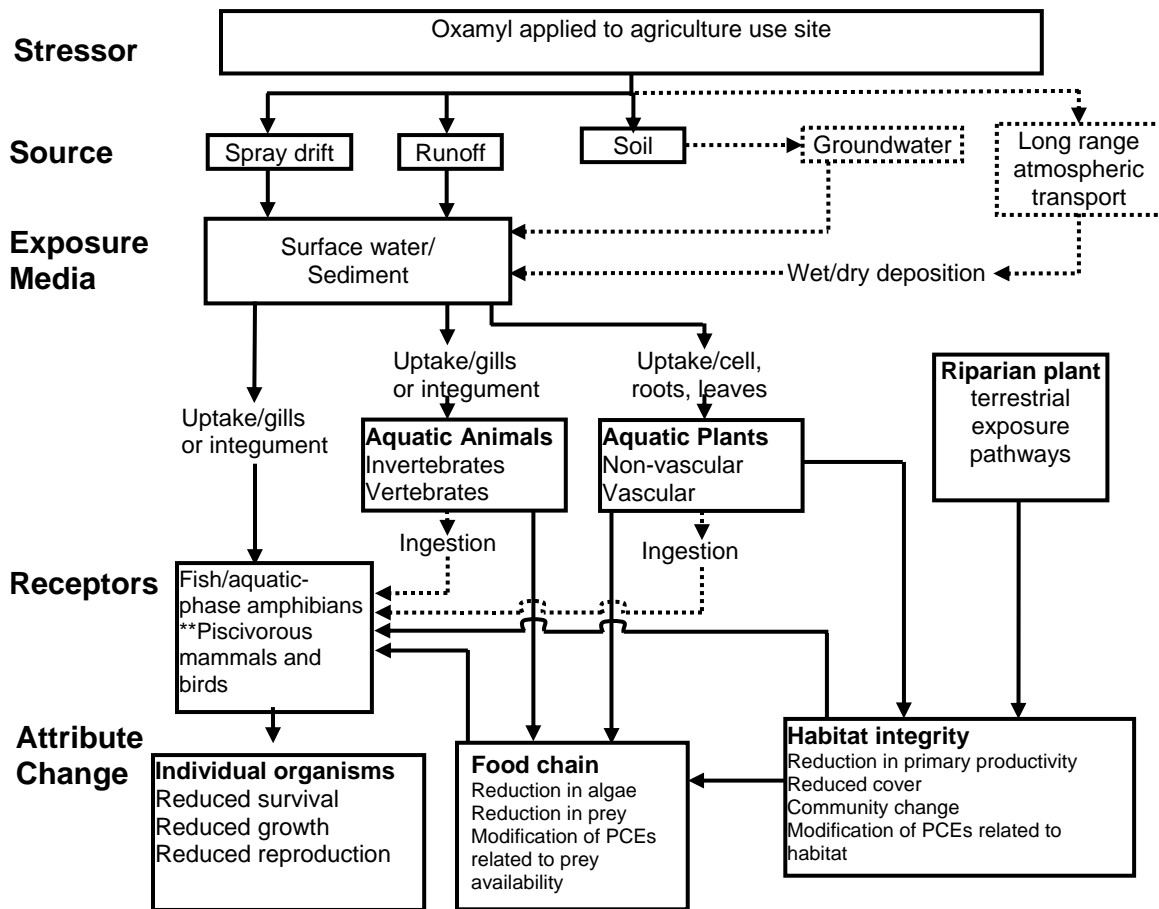 Stressor
Oxamyl applied to agriculture use site
Source
Spray drift
Runoff
Soil
Groundwater
Long range
atmospheric
transport
Exposure
Media
Surface water/
Sediment
Wet/dry deposition
Uptake/gills
or integument
Uptake/gills
or integument
Uptake/cell,
roots, leaves
Riparian plant
terrestrial
exposure
pathways
Aquatic Animals
Invertebrates
Vertebrates
Aquatic Plants
Non-vascular
Vascular
Ingestion
Ingestion
Receptors
Fish/aquatic-
phase amphibians
**Piscivorous
mammals and
birds
Attribute
Change
Individual organisms
Reduced survival
Reduced growth
Reduced reproduction
Food chain
Reduction in algae
Reduction in prey
Modification of PCEs
related to prey
availability
Habitat integrity
Reduction in primary productivity
Reduced cover
Community change
Modification of PCEs related to
habitat